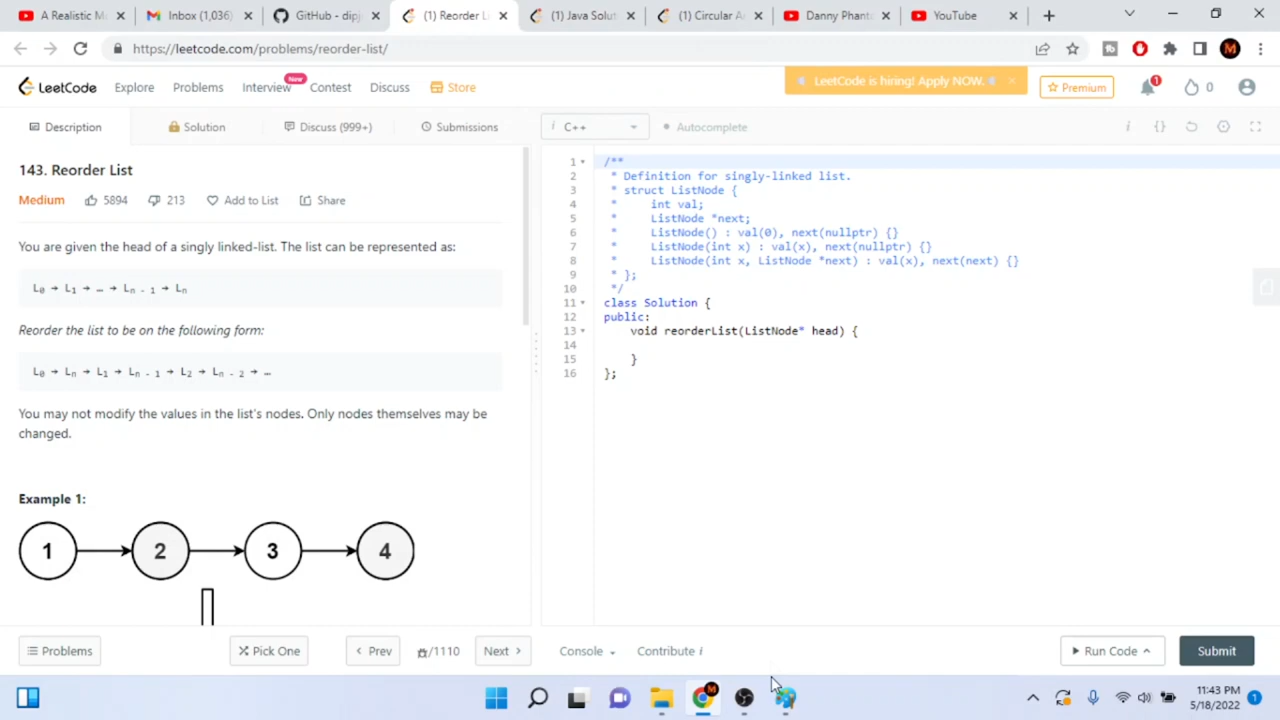 A Realistic M
Inbox (1,036)
GitHub - dipj
(1) Reorder L
(1) Java Solut
(1) Circular A
Danny Phant
YouTube
https://leetcode.com/problems/reorder-list/
M
LeetCode
Explore
Problems
Interview
New
Contest
Discuss
Store
LeetCode is hiring! Apply NOW.
Premium
1
0
Description
Solution
Discuss (999+)
Submissions
i C++
Autocomplete
143. Reorder List
Medium
5894
213
Add to List
Share
You are given the head of a singly linked-list. The list can be represented as:
L0 → L1 → … → Ln - 1 → Ln
Reorder the list to be on the following form:
L0 → Ln → L1 → Ln - 1 → L2 → Ln - 2 → …
You may not modify the values in the list's nodes. Only nodes themselves may be
changed.
Example 1:
1 2 3 4
1 /**
2 * Definition for singly-linked list.
3 * struct ListNode {
4 *     int val;
5 *     ListNode *next;
6 *     ListNode() : val(0), next(nullptr) {}
7 *     ListNode(int x) : val(x), next(nullptr) {}
8 *     ListNode(int x, ListNode *next) : val(x), next(next) {}
9 * };
10 */
11 class Solution {
12 public:
13     void reorderList(ListNode* head) {
14
15     }
16 };
Problems
Pick One
Prev
/1110
Next
Console
Contribute i
Run Code
Submit
M
11:43 PM
5/18/2022
1